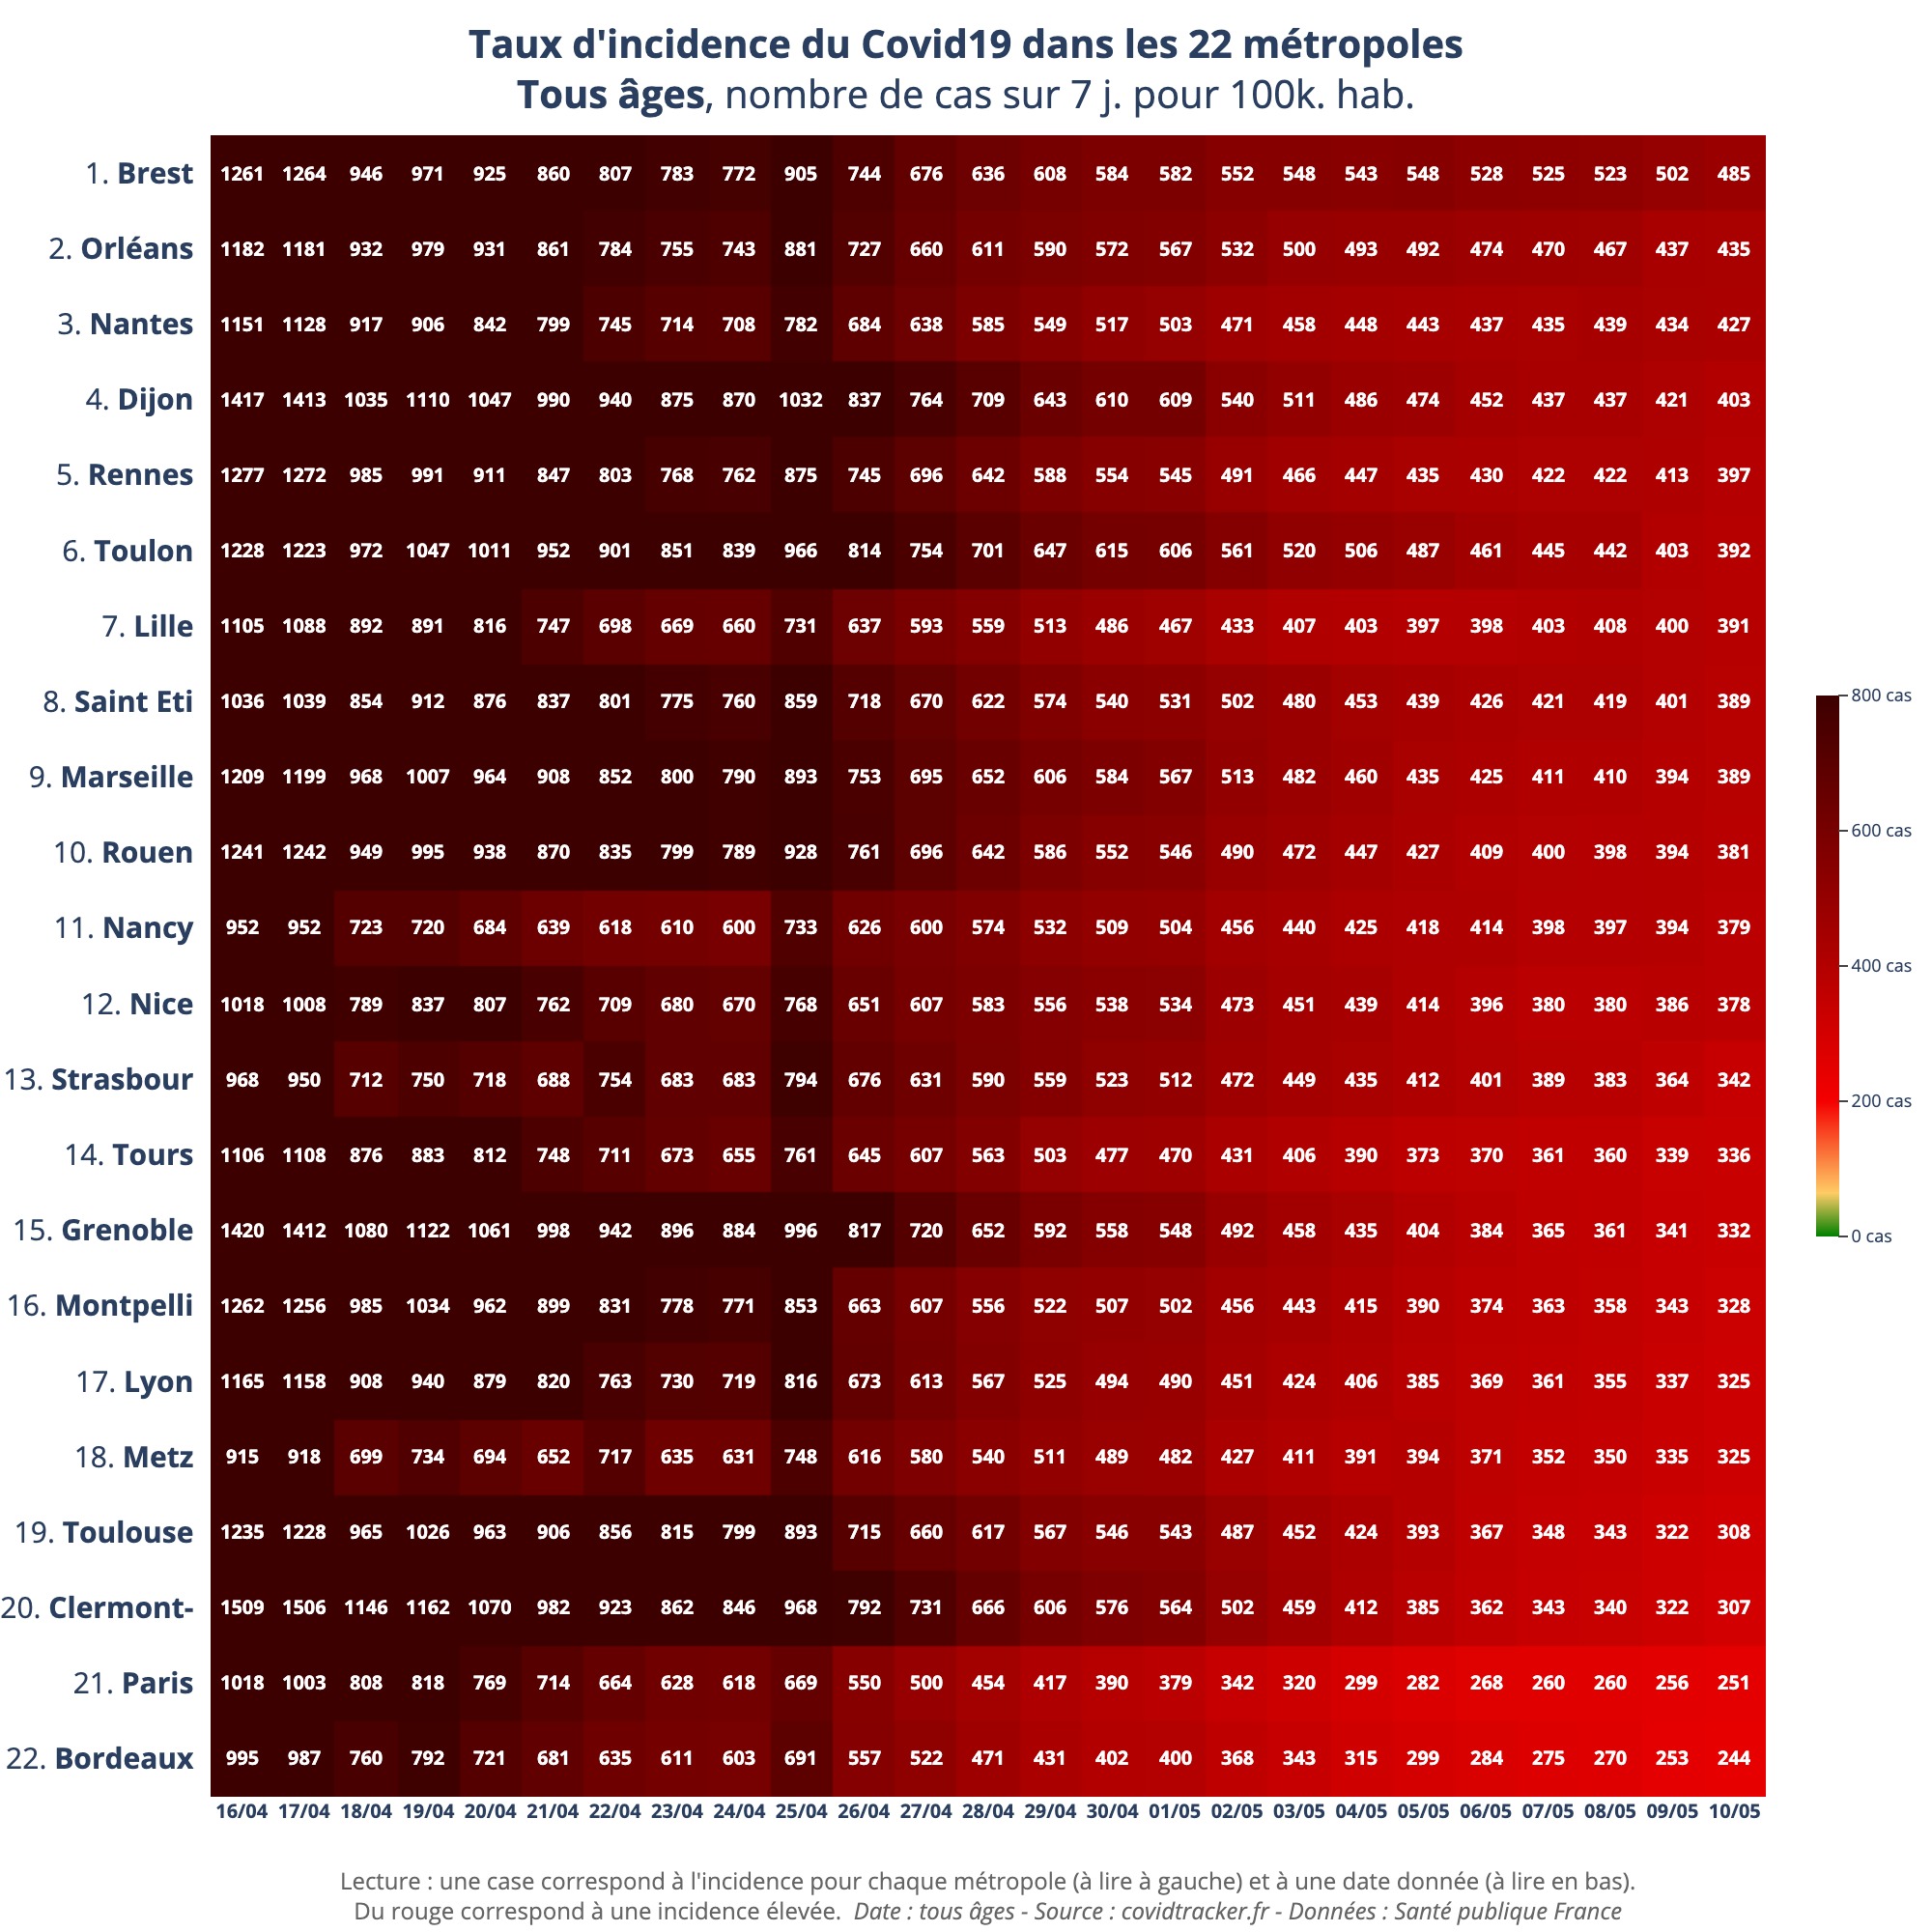 Taux d'incidence du Covid19 dans les 22 métropoles
Tous âges, nombre de cas sur 7 j. pour 100k. hab.
1. Brest 1261 1264 946 971 925 860 807 783 772 905 744 676 636 608 584 582 552 548 543 548 528 525 523 502 485
2. Orléans 1182 1181 932 979 931 861 784 755 743 881 727 660 611 590 572 567 532 500 493 492 474 470 467 437 435
3. Nantes 1151 1128 917 906 842 799 745 714 708 782 684 638 585 549 517 503 471 458 448 443 437 435 439 434 427
4. Dijon 1417 1413 1035 1110 1047 990 940 875 870 1032 837 764 709 643 610 609 540 511 486 474 452 437 437 421 403
5. Rennes 1277 1272 985 991 911 847 803 768 762 875 745 696 642 588 554 545 491 466 447 435 430 422 422 413 397
6. Toulon 1228 1223 972 1047 1011 952 901 851 839 966 814 754 701 647 615 606 561 520 506 487 461 445 442 403 392
7. Lille 1105 1088 892 891 816 747 698 669 660 731 637 593 559 513 486 467 433 407 403 397 398 403 408 400 391
8. Saint Eti 1036 1039 854 912 876 837 801 775 760 859 718 670 622 574 540 531 502 480 453 439 426 421 419 401 389
9. Marseille 1209 1199 968 1007 964 908 852 800 790 893 753 695 652 606 584 567 513 482 460 435 425 411 410 394 389
10. Rouen 1241 1242 949 995 938 870 835 799 789 928 761 696 642 586 552 546 490 472 447 427 409 400 398 394 381
11. Nancy 952 952 723 720 684 639 618 610 600 733 626 600 574 532 509 504 456 440 425 418 414 398 397 394 379
12. Nice 1018 1008 789 837 807 762 709 680 670 768 651 607 583 556 538 534 473 451 439 414 396 380 380 386 378
13. Strasbour 968 950 712 750 718 688 754 683 683 794 676 631 590 559 523 512 472 449 435 412 401 389 383 364 342
14. Tours 1106 1108 876 883 812 748 711 673 655 761 645 607 563 503 477 470 431 406 390 373 370 361 360 339 336
15. Grenoble 1420 1412 1080 1122 1061 998 942 896 884 996 817 720 652 592 558 548 492 458 435 404 384 365 361 341 332
16. Montpelli 1262 1256 985 1034 962 899 831 778 771 853 663 607 556 522 507 502 456 443 415 390 374 363 358 343 328
17. Lyon 1165 1158 908 940 879 820 763 730 719 816 673 613 567 525 494 490 451 424 406 385 369 361 355 337 325
18. Metz 915 918 699 734 694 652 717 635 631 748 616 580 540 511 489 482 427 411 391 394 371 352 350 335 325
19. Toulouse 1235 1228 965 1026 963 906 856 815 799 893 715 660 617 567 546 543 487 452 424 393 367 348 343 322 308
20. Clermont- 1509 1506 1146 1162 1070 982 923 862 846 968 792 731 666 606 576 564 502 459 412 385 362 343 340 322 307
21. Paris 1018 1003 808 818 769 714 664 628 618 669 550 500 454 417 390 379 342 320 299 282 268 260 260 256 251
22. Bordeaux 995 987 760 792 721 681 635 611 603 691 557 522 471 431 402 400 368 343 315 299 284 275 270 253 244
16/04 17/04 18/04 19/04 20/04 21/04 22/04 23/04 24/04 25/04 26/04 27/04 28/04 29/04 30/04 01/05 02/05 03/05 04/05 05/05 06/05 07/05 08/05 09/05 10/05
800 cas
600 cas
400 cas
200 cas
0 cas
Lecture : une case correspond à l'incidence pour chaque métropole (à lire à gauche) et à une date donnée (à lire en bas).
Du rouge correspond à une incidence élevée. Date : tous âges - Source : covidtracker.fr - Données : Santé publique France